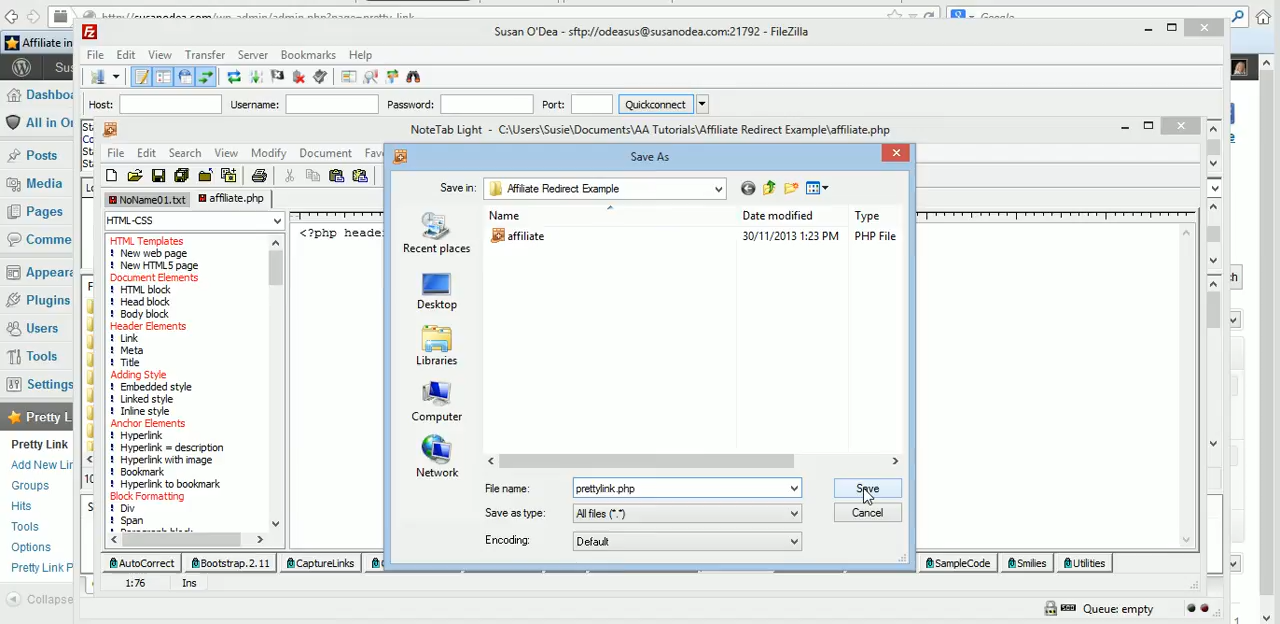 http://susanodea.com/wp-admin/admin.php?page=pretty-link
Google
Susan O'Dea - sftp://odeasus@susanodea.com:21792 - FileZilla
Affiliate in
File Edit View Transfer Server Bookmarks Help
Sus
Host: Username: Password: Port: Quickconnect
Dashboa
All in On
Posts
Media
Pages
Comme
Appeara
Plugins
Users
Tools
Settings
Pretty L
Pretty Link
Add New Lin
Groups
Hits
Tools
Options
Pretty Link P
Collapse
NoteTab Light - C:\Users\Susie\Documents\AA Tutorials\Affiliate Redirect Example\affiliate.php
File Edit Search View Modify Document Fav
NoName01.txt affiliate.php
HTML-CSS
<?php heade
HTML Templates
New web page
New HTML5 page
Document Elements
HTML block
Head block
Body block
Header Elements
Link
Meta
Title
Adding Style
Embedded style
Linked style
Inline style
Anchor Elements
Hyperlink
Hyperlink = description
Hyperlink with image
Bookmark
Hyperlink to bookmark
Block Formatting
Div
Span
Save As
Save in: Affiliate Redirect Example
Name Date modified Type
affiliate 30/11/2013 1:23 PM PHP File
Recent places
Desktop
Libraries
Computer
Network
File name: prettylink.php Save
Save as type: All files (*.*) Cancel
Encoding: Default
AutoCorrect Bootstrap.2.11 CaptureLinks SampleCode Smilies Utilities
1:76 Ins
Queue: empty